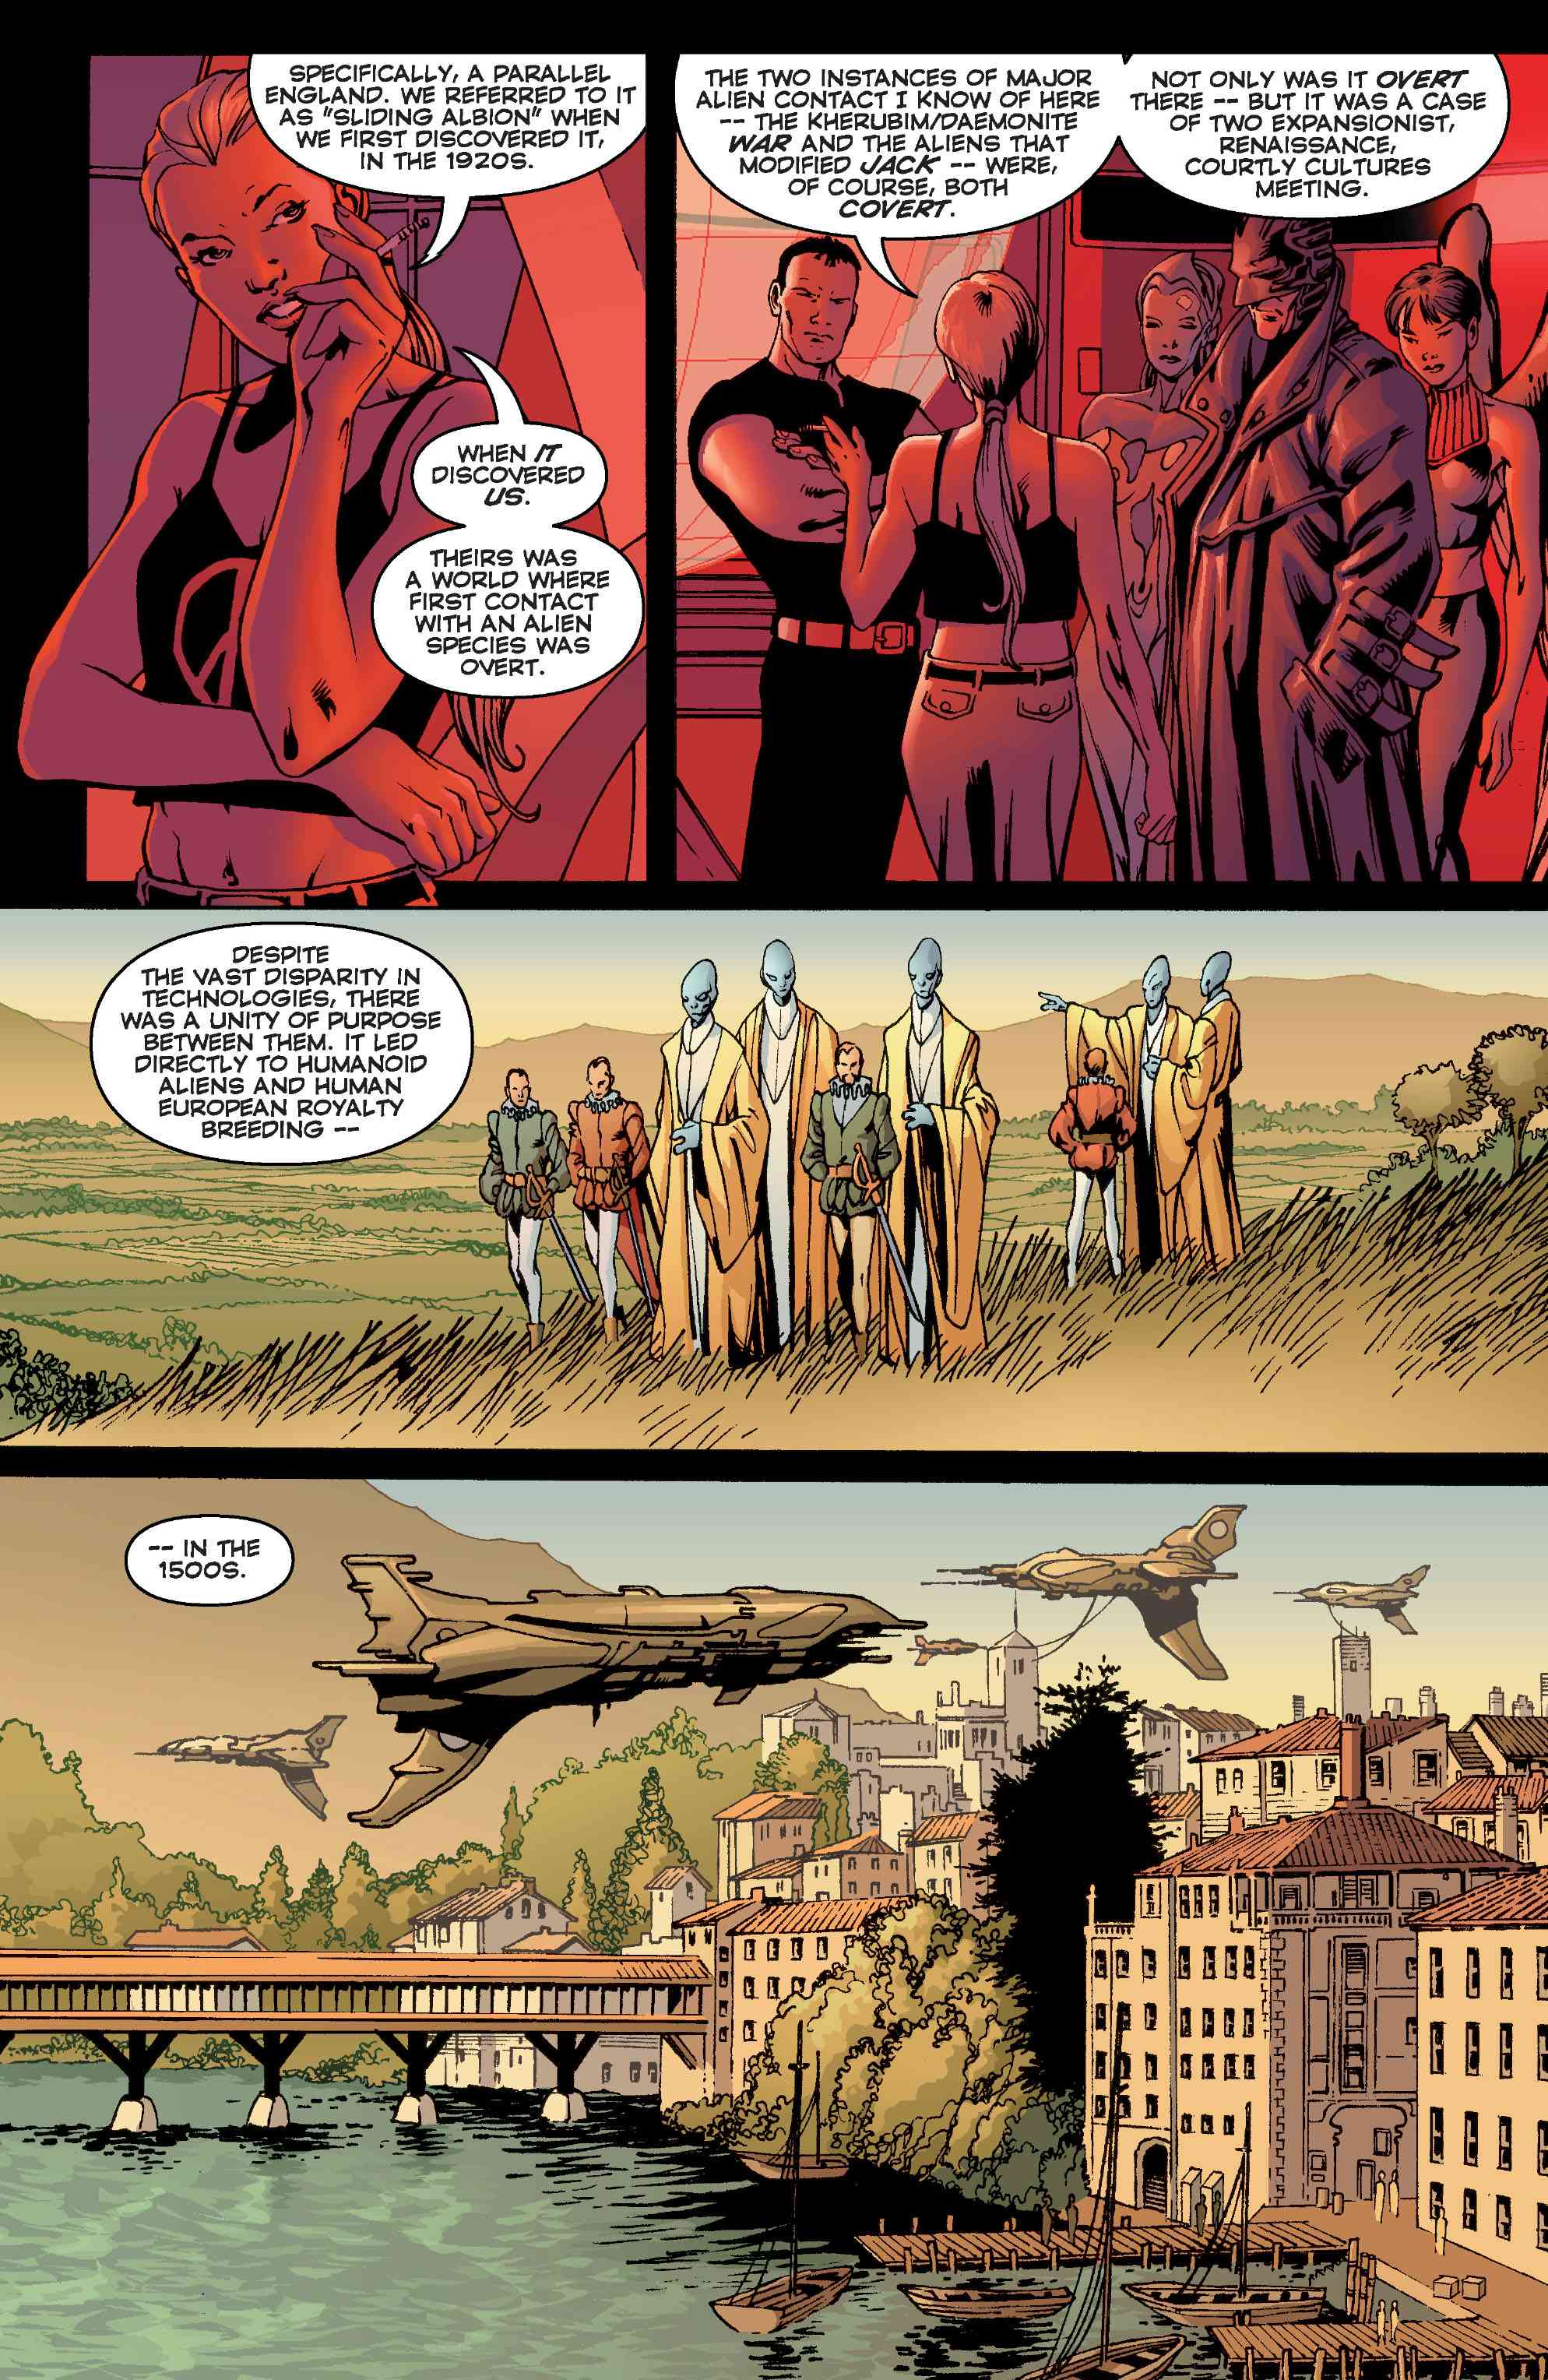 SPECIFICALLY, A PARALLEL
ENGLAND. WE REFERRED TO IT
AS "SLIDING ALBION" WHEN
WE FIRST DISCOVERED IT,
IN THE 1920S.
WHEN IT
DISCOVERED
US.
THEIRS WAS
A WORLD WHERE
FIRST CONTACT
WITH AN ALIEN
SPECIES WAS
OVERT.
THE TWO INSTANCES OF MAJOR
ALIEN CONTACT I KNOW OF HERE
-- THE KHERUBIM/DAEMONITE
WAR AND THE ALIENS THAT
MODIFIED JACK -- WERE,
OF COURSE, BOTH
COVERT.
NOT ONLY WAS IT OVERT
THERE -- BUT IT WAS A CASE
OF TWO EXPANSIONIST,
RENAISSANCE,
COURTLY CULTURES
MEETING.
DESPITE
THE VAST DISPARITY IN
TECHNOLOGIES, THERE
WAS A UNITY OF PURPOSE
BETWEEN THEM. IT LED
DIRECTLY TO HUMANOID
ALIENS AND HUMAN
EUROPEAN ROYALTY
BREEDING --
-- IN THE
1500S.